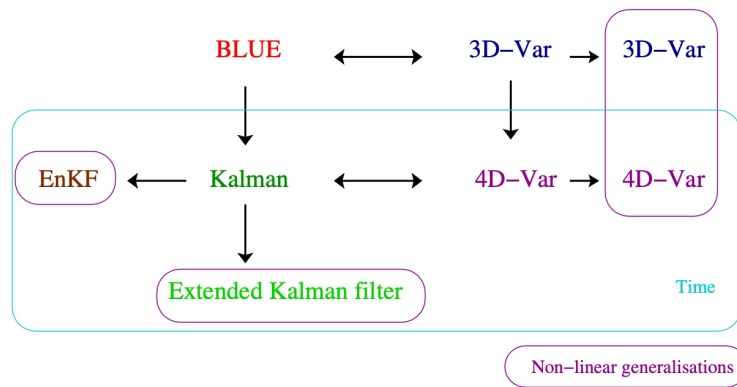 BLUE 3D–Var 3D–Var
EnKF Kalman 4D–Var 4D–Var
Extended Kalman filter
Time
Non–linear generalisations